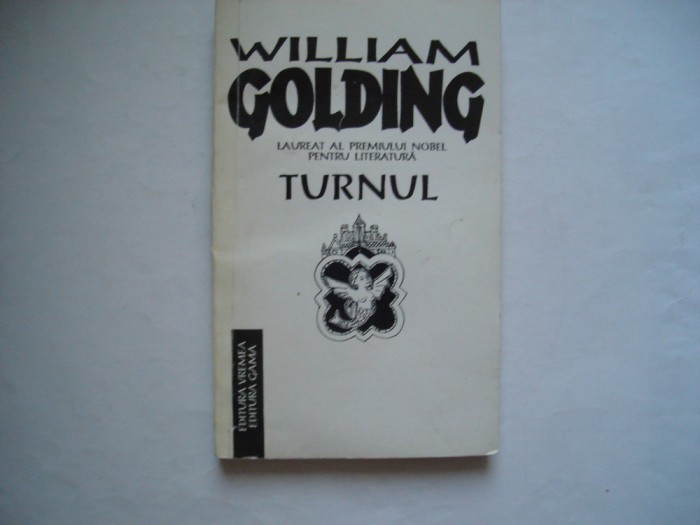 WILLIAM
GOLDING
LAUREAT AL PREMIULUI NOBEL
PENTRU LITERATURĂ
TURNUL
EDITURA VREMEA
EDITURA GAMA